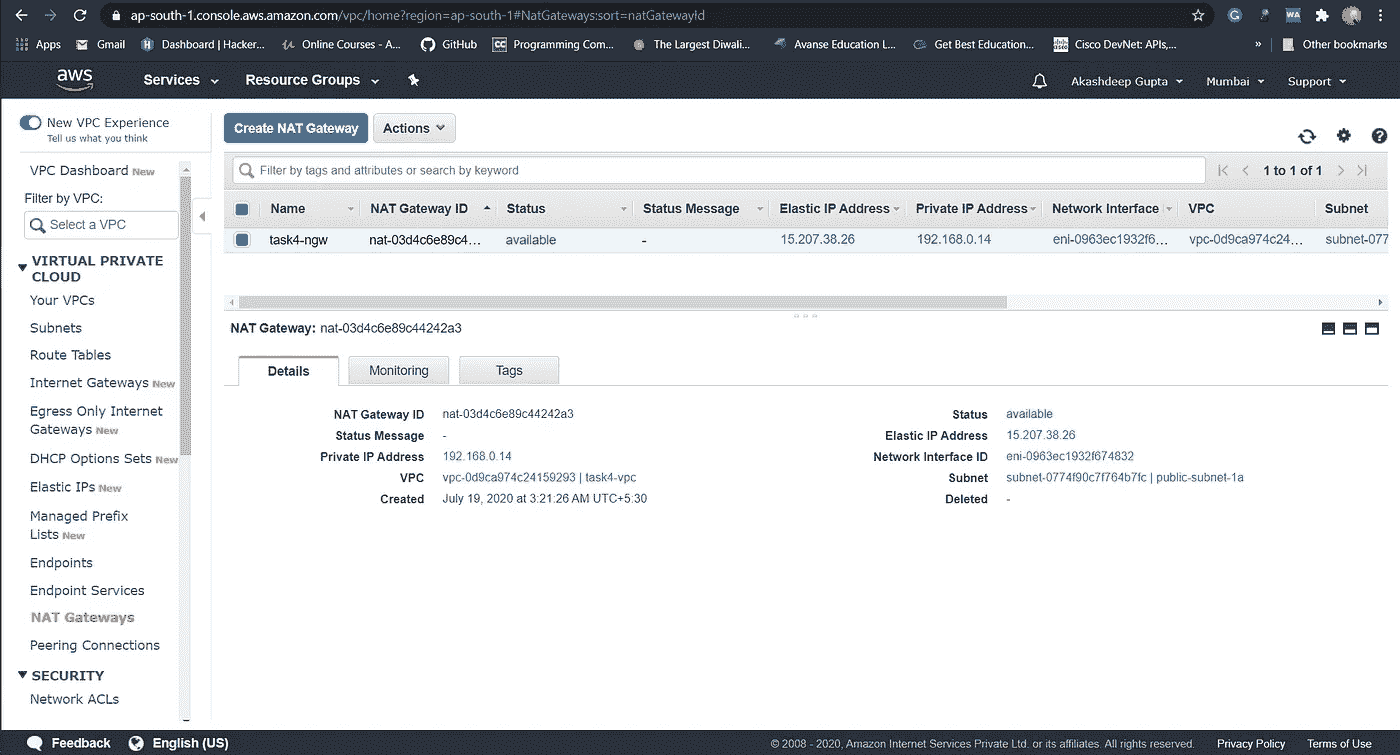 ap-south-1.console.aws.amazon.com/vpc/home?region=ap-south-1#NatGateways:sort=natGatewayId
Apps Gmail Dashboard | Hacker... Online Courses - A... GitHub CC Programming Com... The Largest Diwali... Avanse Education L... Get Best Education... Cisco DevNet: APIs,... » Other bookmarks
aws Services Resource Groups Akashdeep Gupta Mumbai Support
New VPC Experience
Tell us what you think
Create NAT Gateway Actions
VPC Dashboard New
Filter by VPC:
Select a VPC
VIRTUAL PRIVATE
CLOUD
Your VPCs
Subnets
Route Tables
Internet Gateways New
Egress Only Internet
Gateways New
DHCP Options Sets New
Elastic IPs New
Managed Prefix
Lists New
Endpoints
Endpoint Services
NAT Gateways
Peering Connections
SECURITY
Network ACLs
Filter by tags and attributes or search by keyword 1 to 1 of 1
Name NAT Gateway ID Status Status Message Elastic IP Address Private IP Address Network Interface VPC Subnet
task4-ngw nat-03d4c6e89c4... available - 15.207.38.26 192.168.0.14 eni-0963ec1932f6... vpc-0d9ca974c24... subnet-077
NAT Gateway: nat-03d4c6e89c44242a3
Details Monitoring Tags
NAT Gateway ID nat-03d4c6e89c44242a3 Status available
Status Message - Elastic IP Address 15.207.38.26
Private IP Address 192.168.0.14 Network Interface ID eni-0963ec1932f674832
VPC vpc-0d9ca974c24159293 | task4-vpc Subnet subnet-0774f90c7f764b7fc | public-subnet-1a
Created July 19, 2020 at 3:21:26 AM UTC+5:30 Deleted -
Feedback English (US) © 2008 - 2020, Amazon Internet Services Private Ltd. or its affiliates. All rights reserved. Privacy Policy Terms of Use